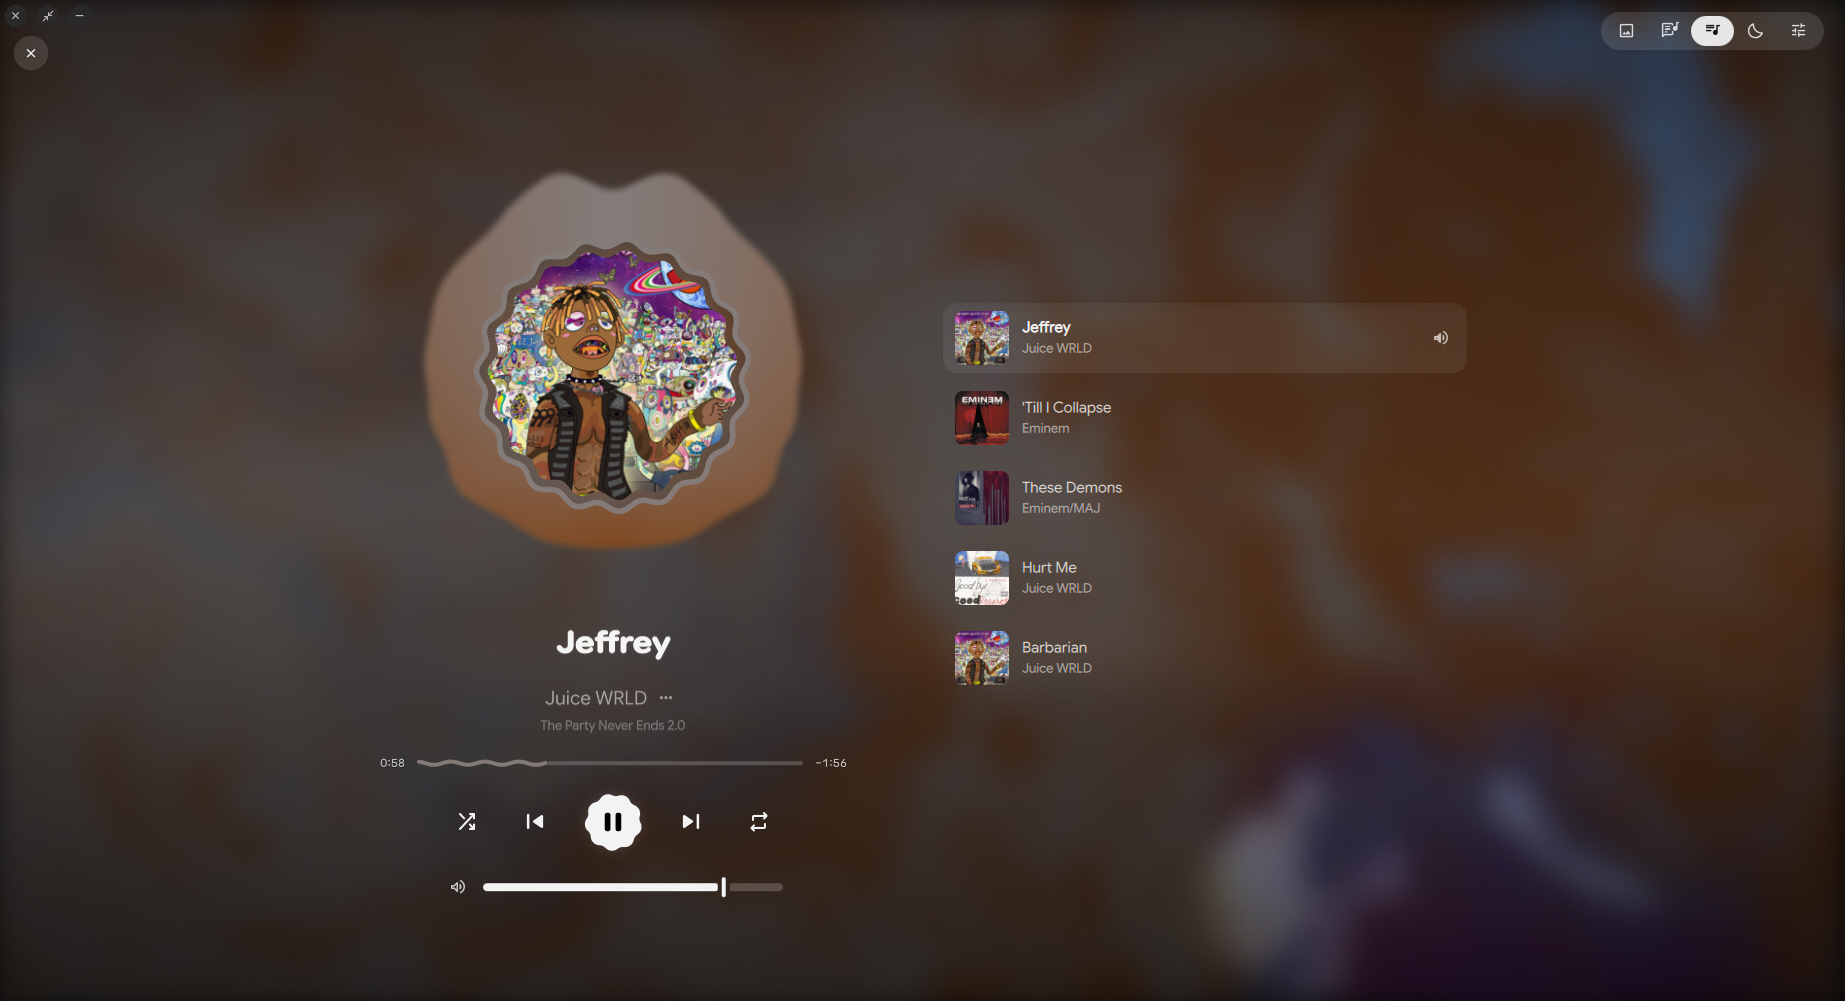 Jeffrey
Juice WRLD
The Party Never Ends 2.0
0:58
-1:56
Jeffrey
Juice WRLD
EMINEM
'Till I Collapse
Eminem
These Demons
Eminem/MAJ
Hurt Me
Juice WRLD
Barbarian
Juice WRLD